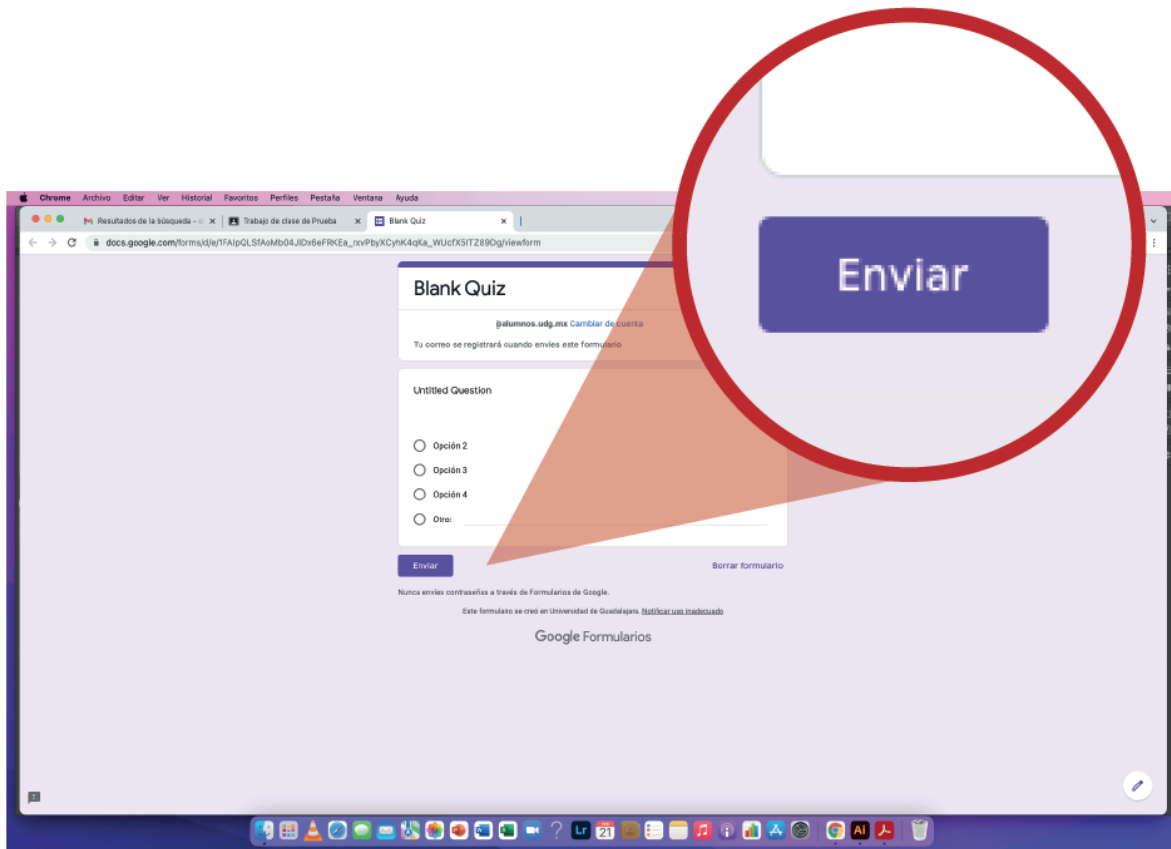 Chrome Archivo Editar Ver Historial Favoritos Perfiles Pestaña Ventana Ayuda
Resultados de la búsqueda - Trabajo de clase de Prueba Blank Quiz
docs.google.com/forms/d/e/
/viewform
Blank Quiz
@alumnos.udg.mx Cambiar de cuenta
Tu correo se registrará cuando envíes este formulario
Untitled Question
Opción 2
Opción 3
Opción 4
Otro:
Enviar
Borrar formulario
Nunca envíes contraseñas a través de Formularios de Google.
Este formulario se creó en Universidad de Guadalajara. Notificar uso inadecuado
Google Formularios
Enviar
FEB
21
Lr
Ai